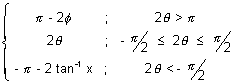 π - 2ϕ ; 2θ > π
2θ ; - π/2 ≤ 2θ ≤ π/2
- π - 2 tan⁻¹ x ; 2θ < - π/2